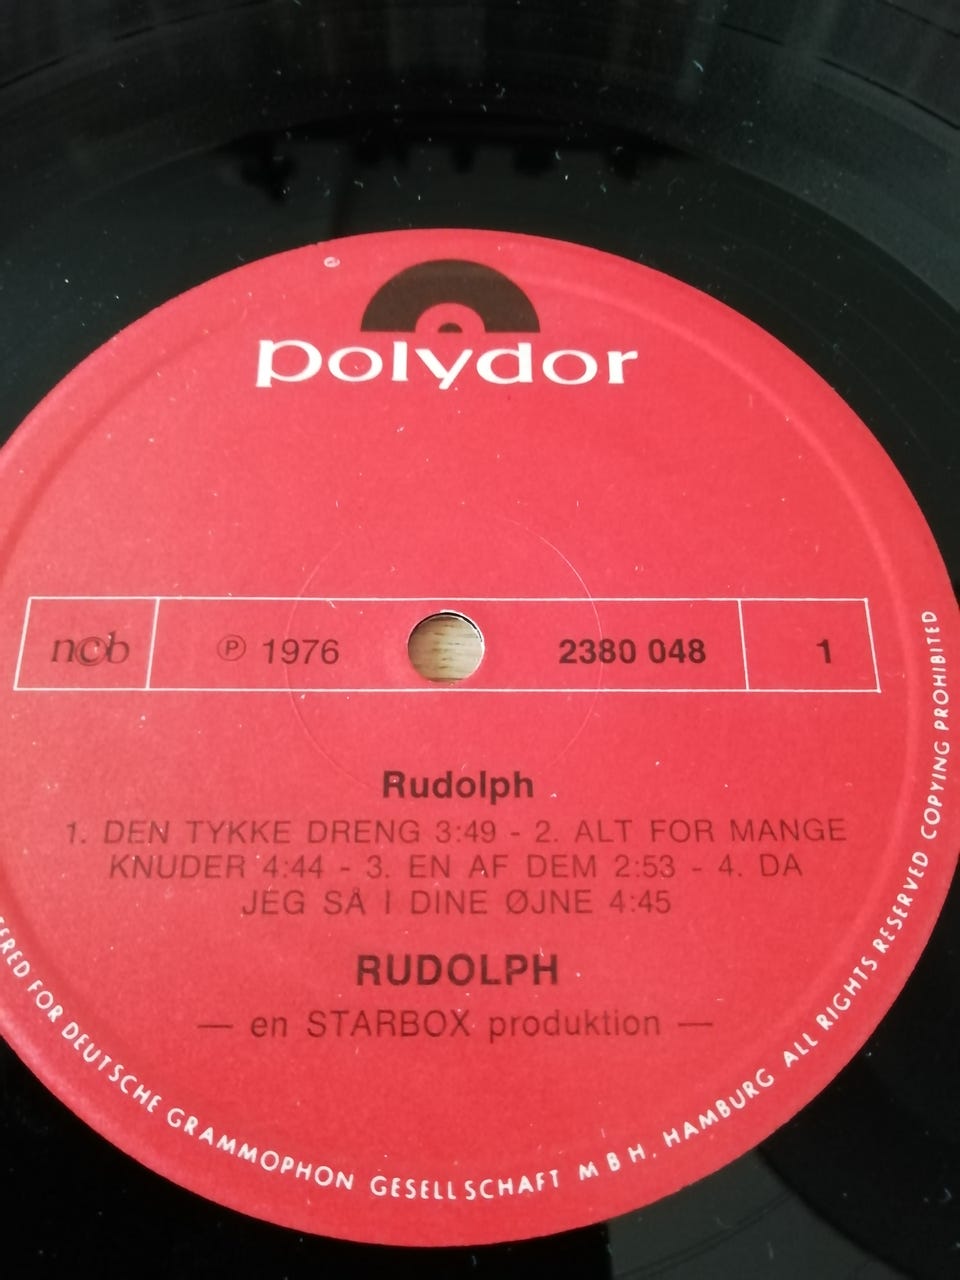 polydor
n©b ℗ 1976 2380 048 1
Rudolph
1. DEN TYKKE DRENG 3:49 - 2. ALT FOR MANGE
KNUDER 4:44 - 3. EN AF DEM 2:53 - 4. DA
JEG SÅ I DINE ØJNE 4:45
RUDOLPH
— en STARBOX produktion —
FOR DEUTSCHE GRAMMOPHON GESELLSCHAFT M B H. HAMBURG ALL RIGHTS RESERVED COPYING PROHIBITED